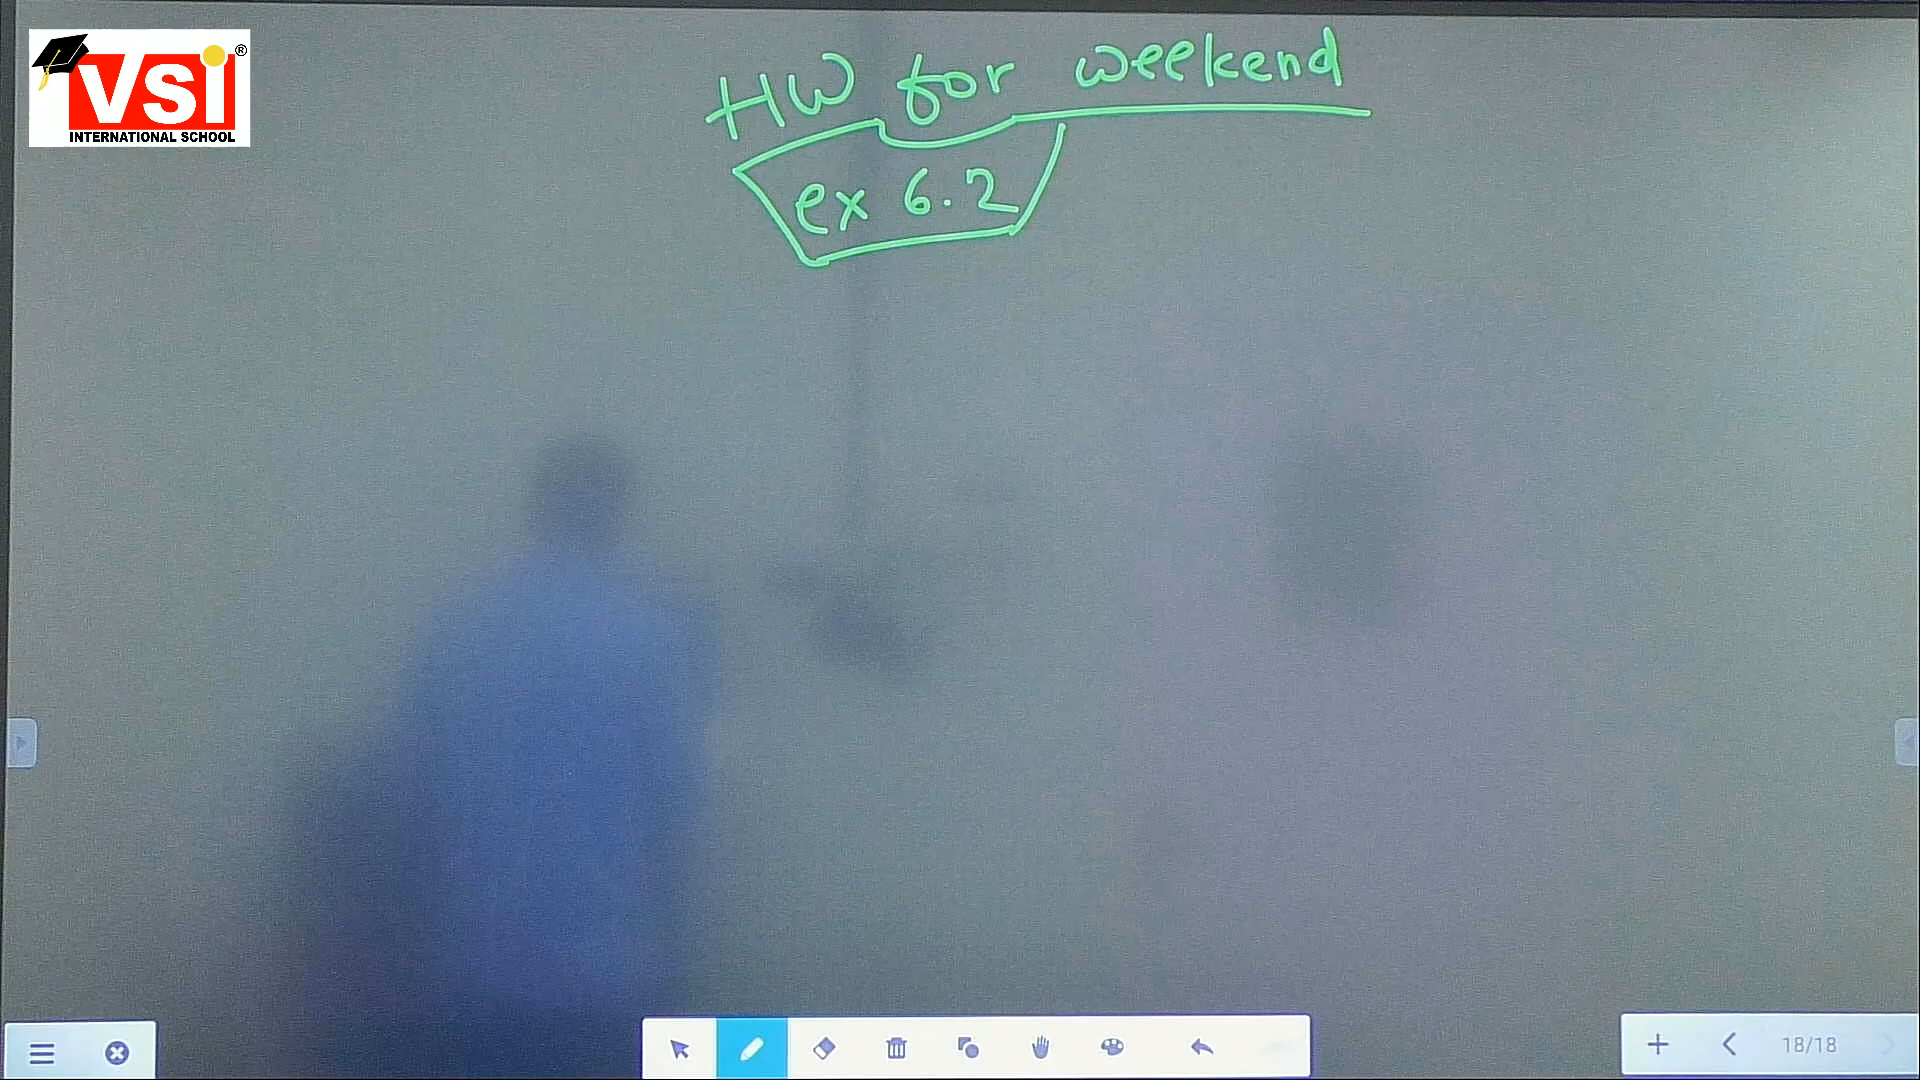 VSI ®
INTERNATIONAL SCHOOL
HW for weekend
ex 6.2
18/18